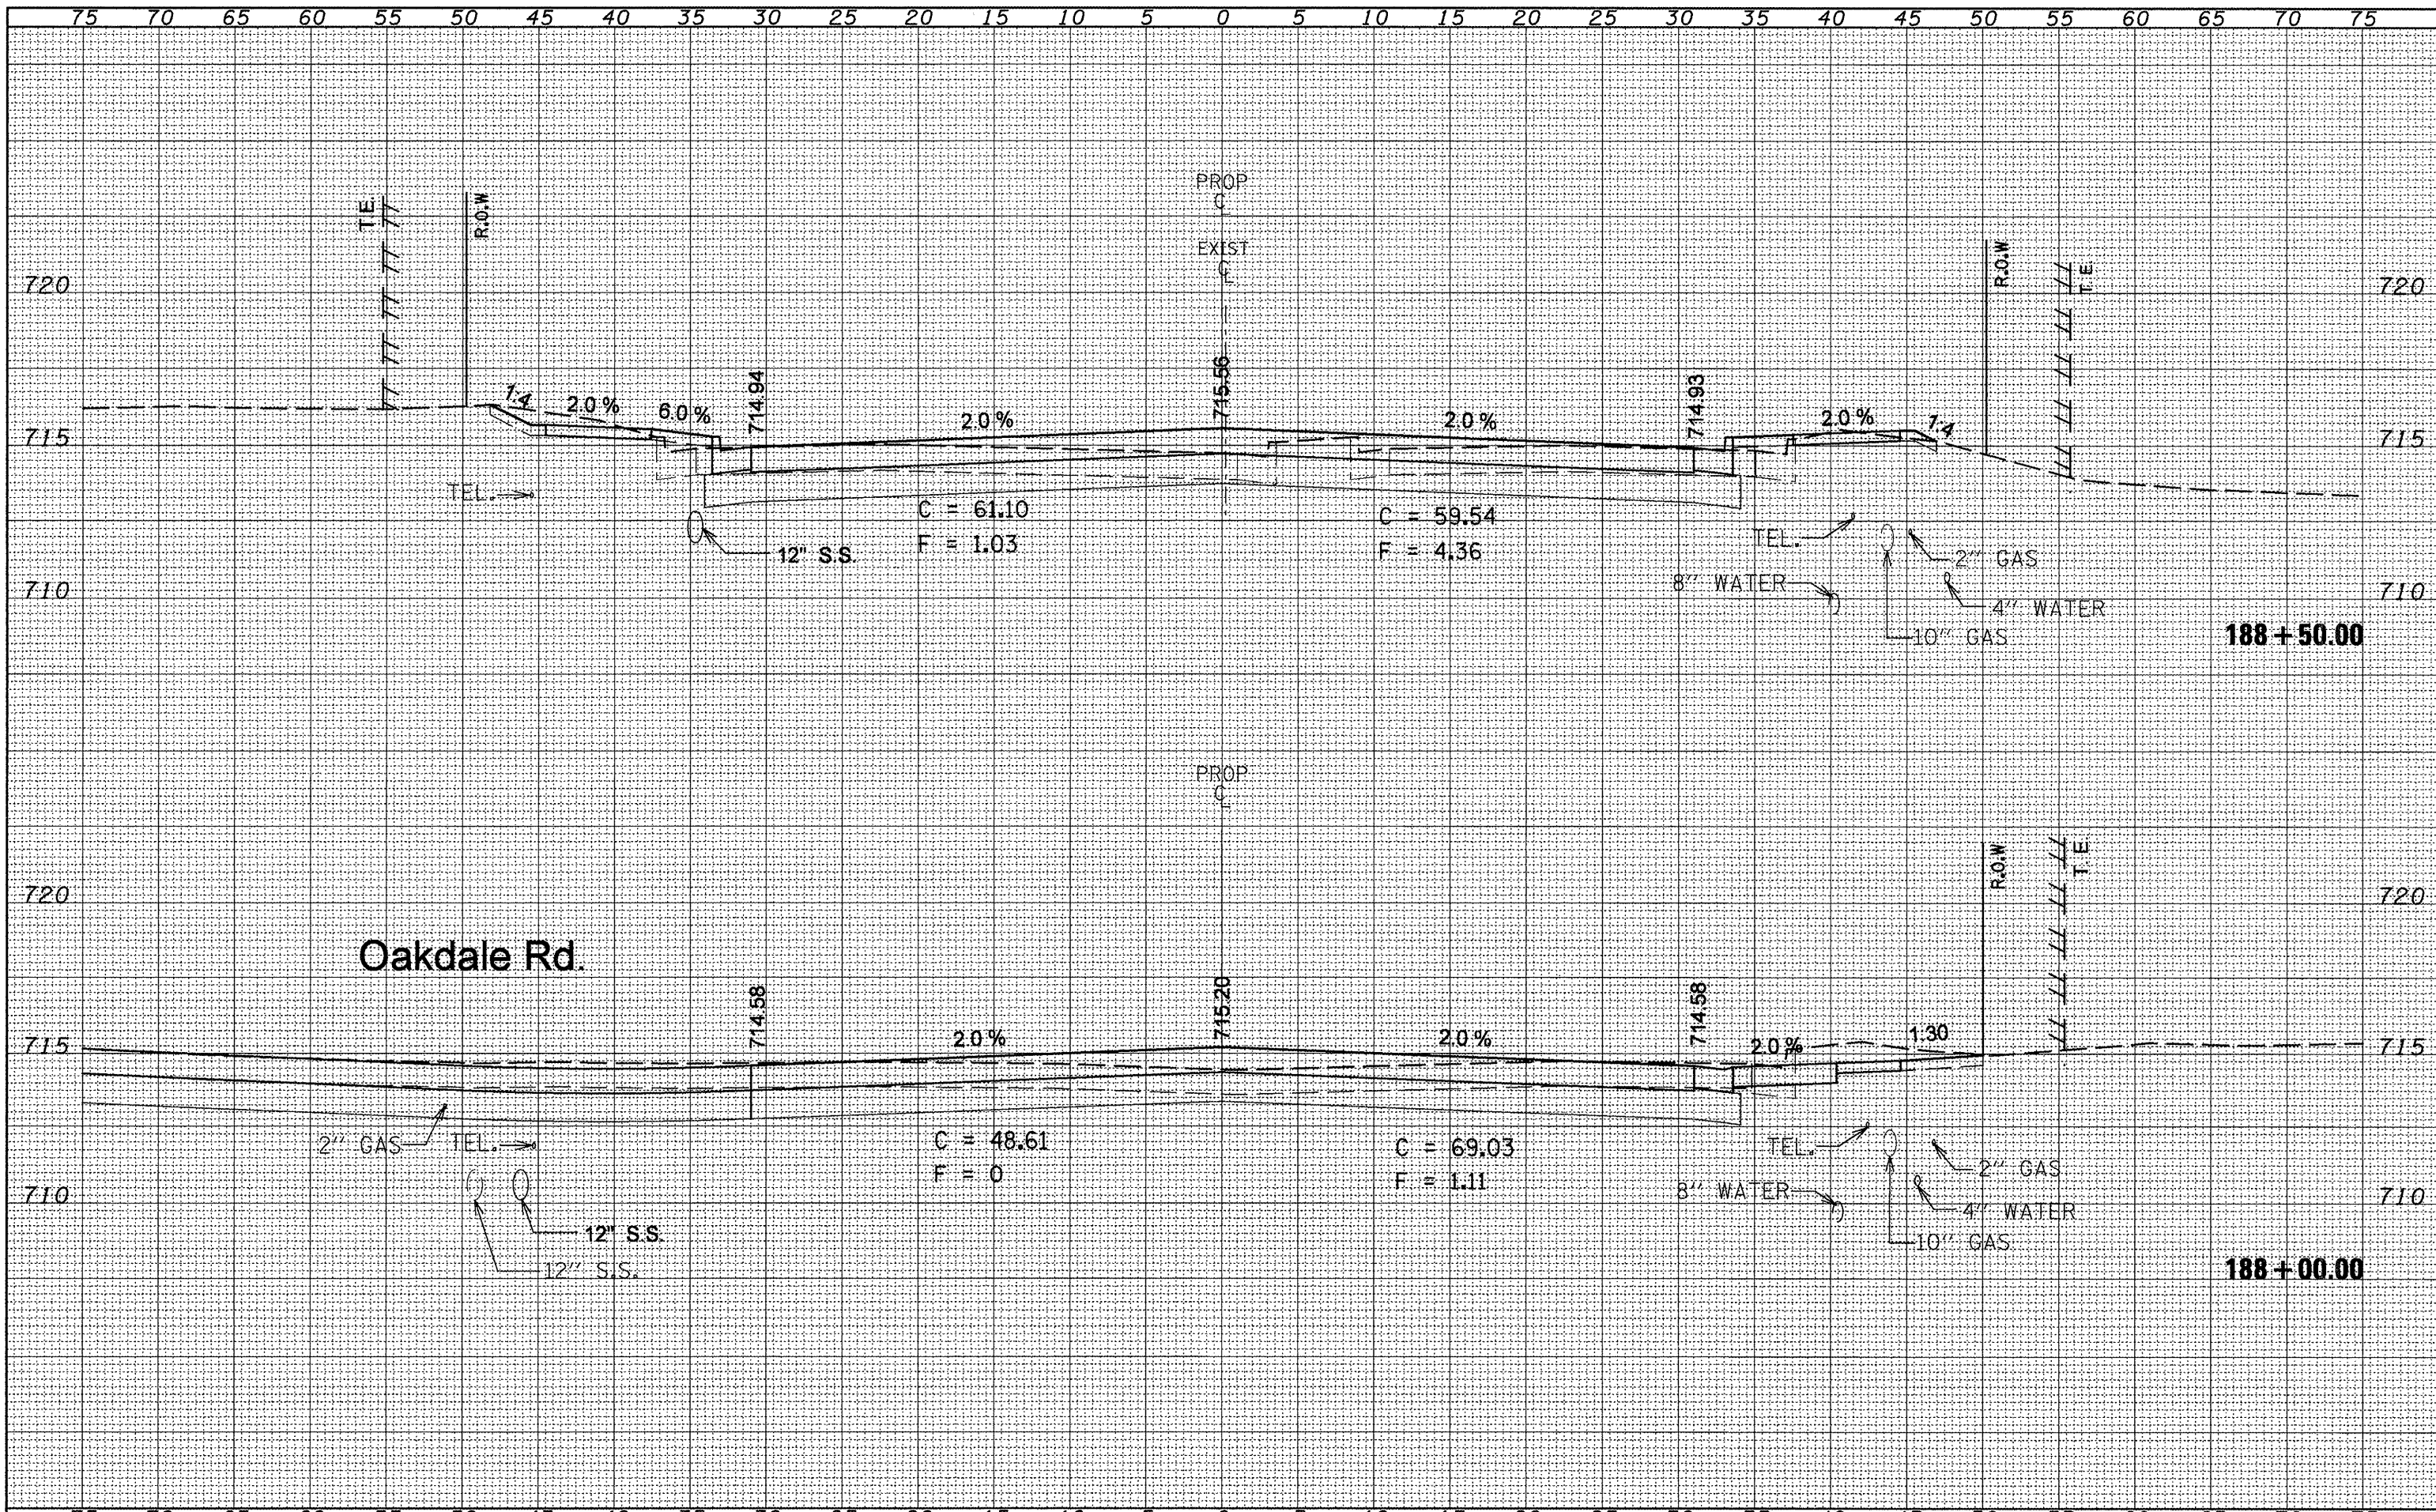 75 70 65 60 55 50 45 40 35 30 25 20 15 10 5 0 5 10 15 20 25 30 35 40 45 50 55 60 65 70 75
PROP
C L
T.E.
R.O.W
EXIST
C L
R.O.W
T.E.
720
720
1:4
2.0 %
6.0 %
714.94
2.0 %
715.56
2.0 %
714.93
2.0 %
1:4
715
715
TEL.
C = 61.10
C = 59.54
F = 1.03
F = 4.36
12" S.S.
TEL.
2" GAS
8" WATER
710
710
4" WATER
10" GAS
188 + 50.00
PROP
C L
R.O.W
T.E.
720
720
Oakdale Rd.
714.58
2.0 %
715.20
2.0 %
714.58
2.0 %
1:30
715
715
2" GAS
TEL.
C = 48.61
C = 69.03
F = 0
F = 1.11
TEL.
2" GAS
8" WATER
710
710
4" WATER
12" S.S.
10" GAS
12" S.S.
188 + 00.00